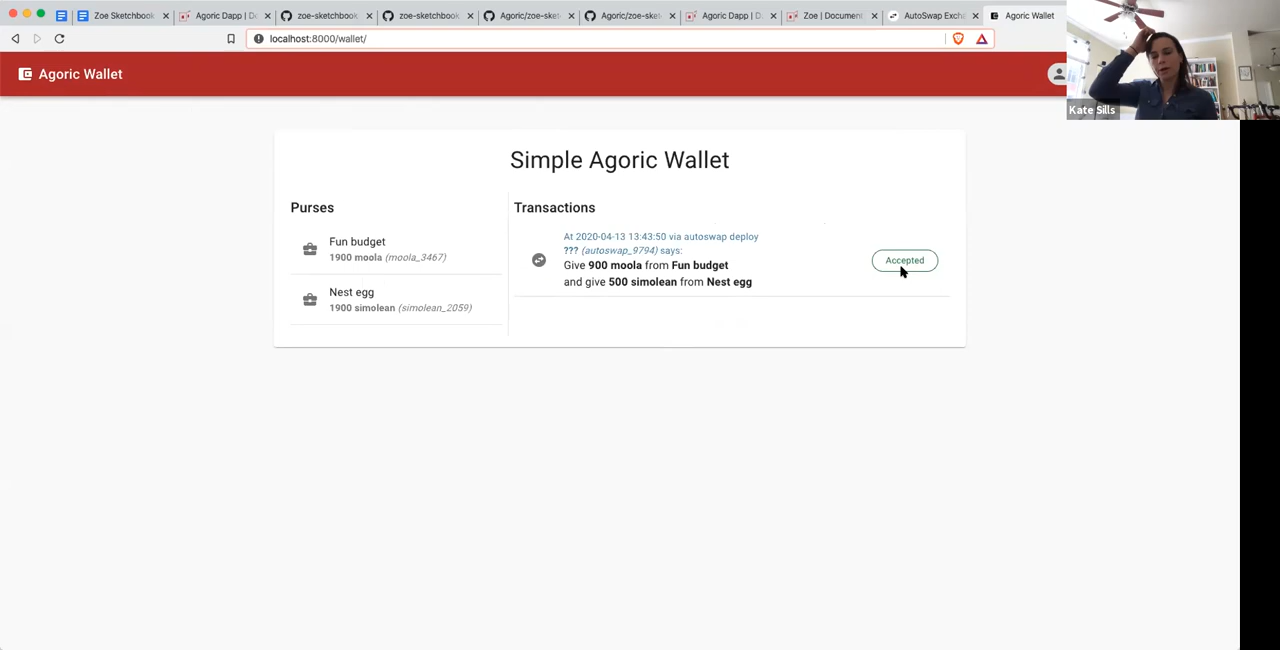 Zoe Sketchbook
Agoric Dapp | Do
zoe-sketchbook
zoe-sketchbook
Agoric/zoe-sket
Agoric/zoe-sket
Agoric Dapp | D
Zoe | Document
AutoSwap Excha
Agoric Wallet
localhost:8000/wallet/
Agoric Wallet
Kate Sills
Simple Agoric Wallet
Purses
Fun budget
1900 moola (moola_3467)
Nest egg
1900 simolean (simolean_2059)
Transactions
At 2020-04-13 13:43:50 via autoswap deploy
??? (autoswap_9794) says:
Give 900 moola from Fun budget
and give 500 simolean from Nest egg
Accepted